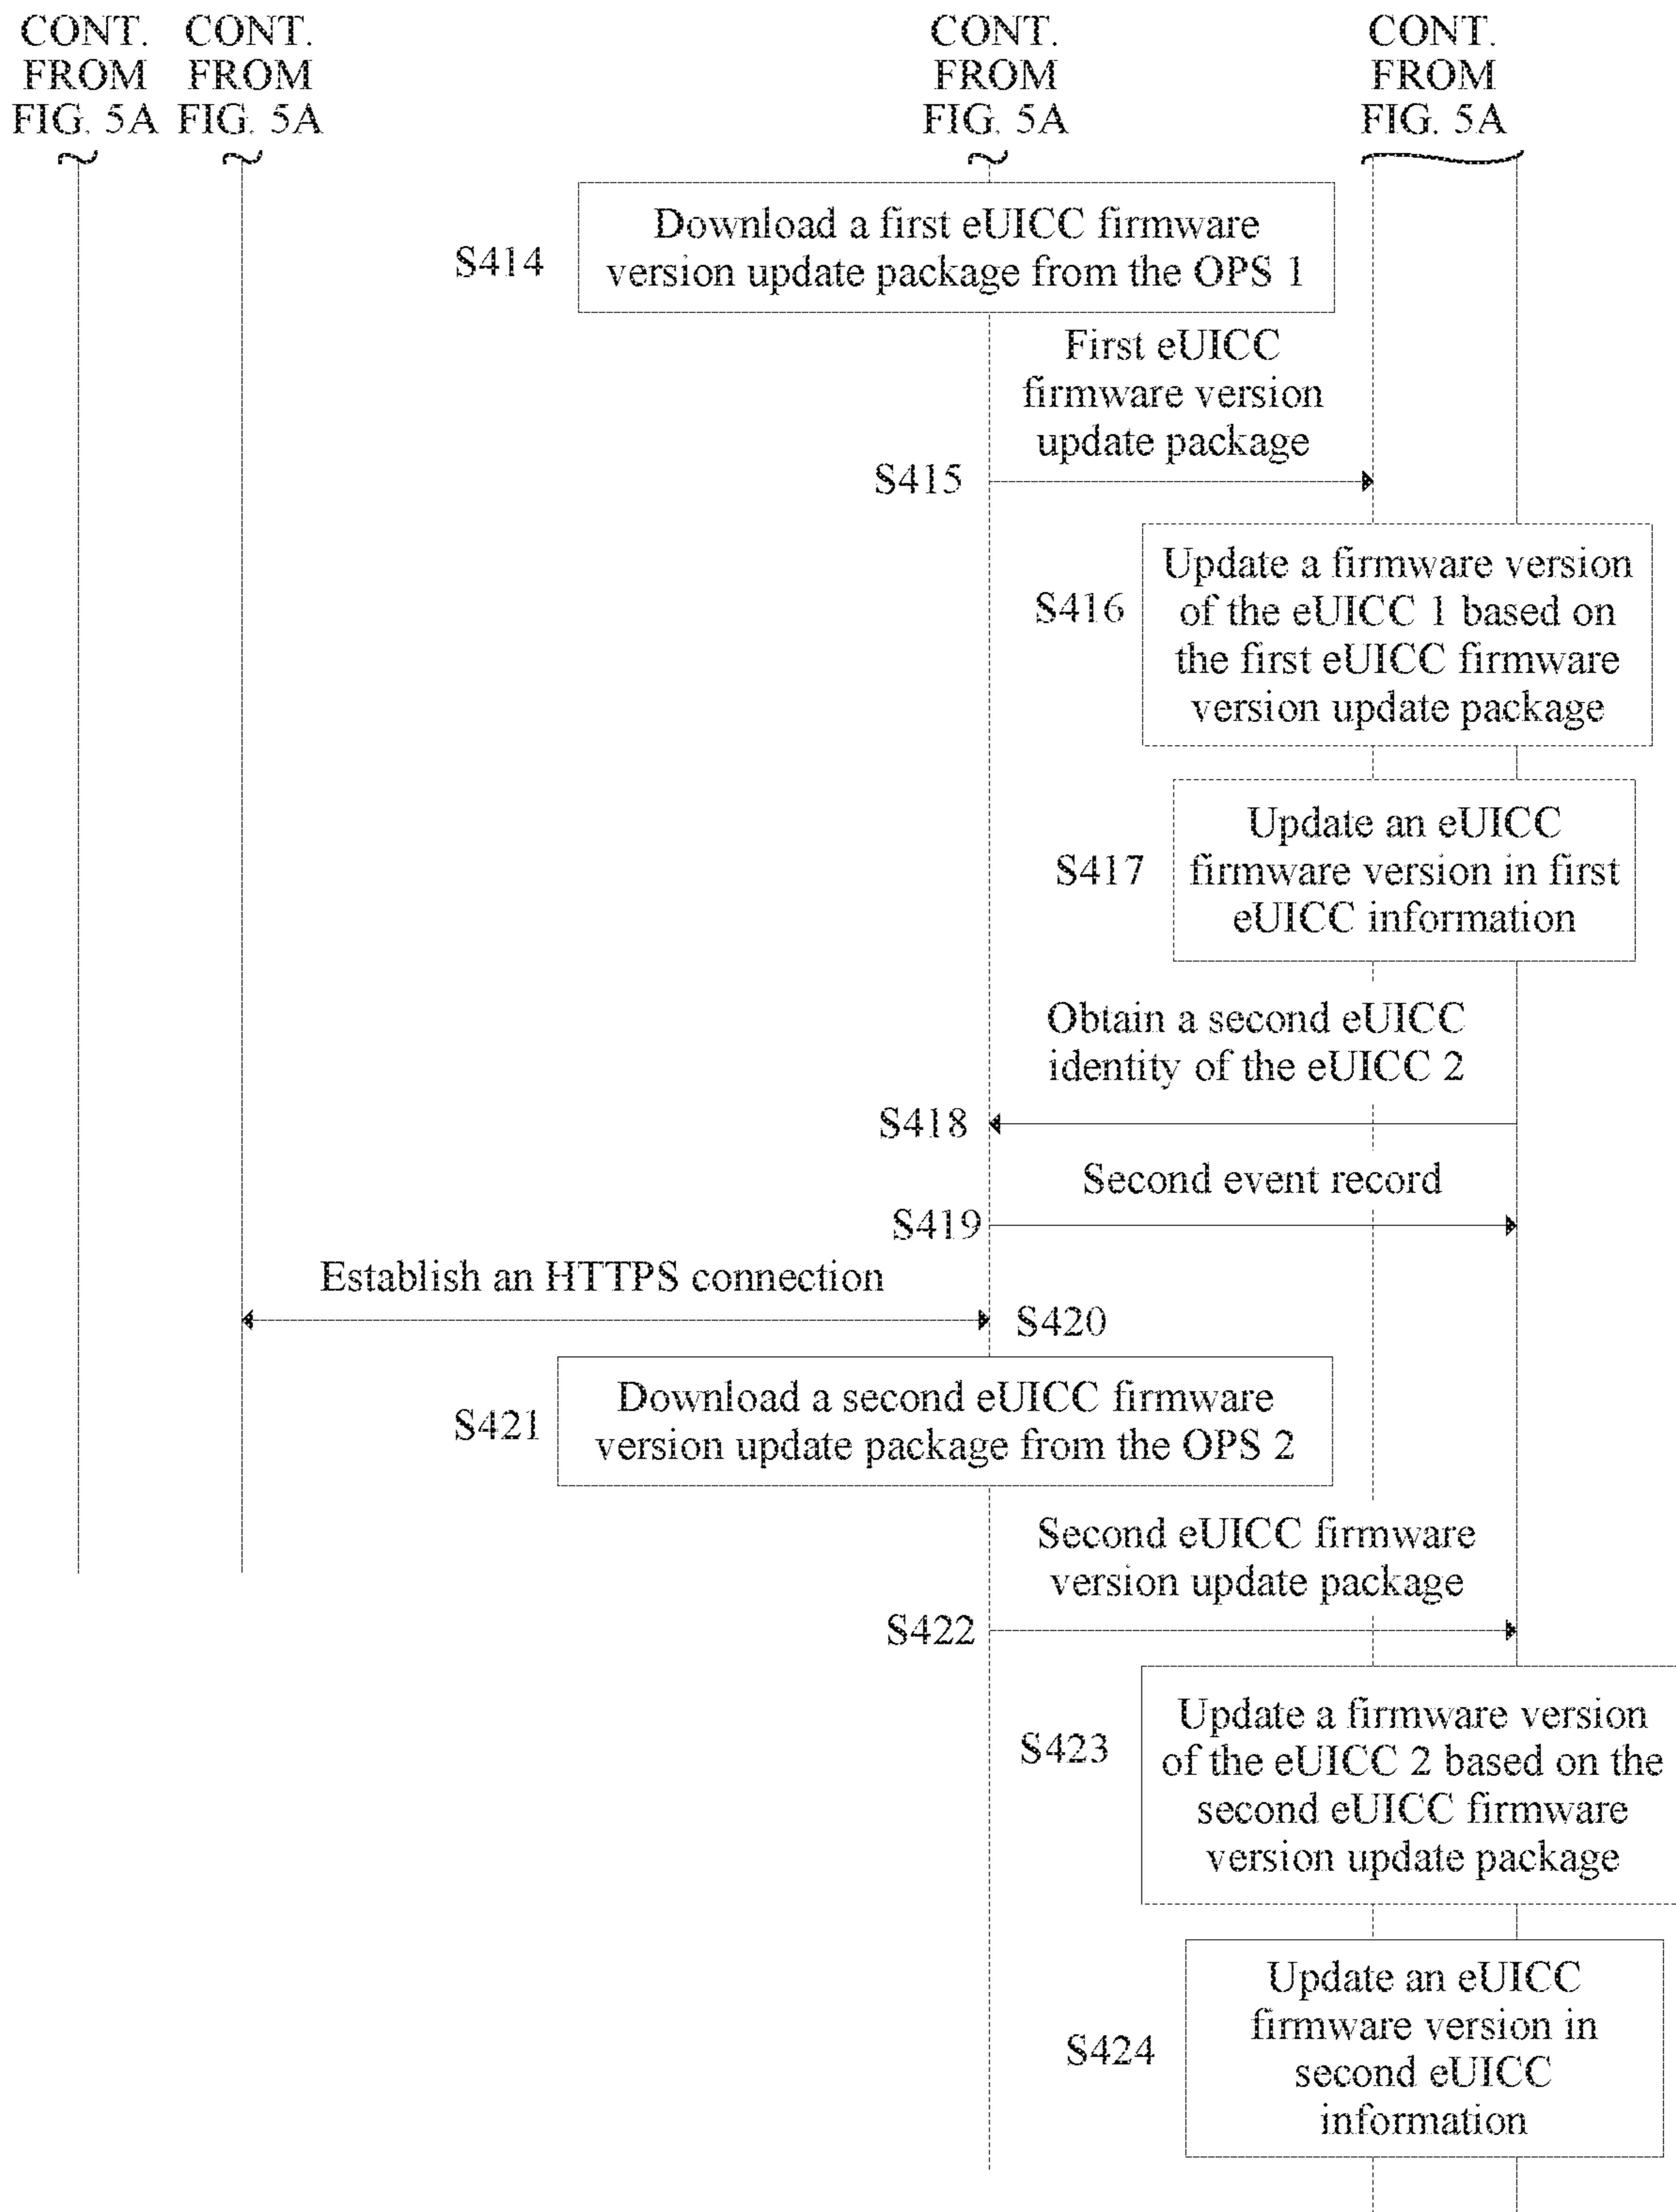 CONT.
FROM
FIG. 5A
CONT.
FROM
FIG. 5A
CONT.
FROM
FIG. 5A
CONT.
FROM
FIG. 5A
S414
Download a first eUICC firmware
version update package from the OPS 1
First eUICC
firmware version
update package
S415
S416
Update a firmware version
of the eUICC 1 based on
the first eUICC firmware
version update package
S417
Update an eUICC
firmware version in first
eUICC information
Obtain a second eUICC
identity of the eUICC 2
S418
Second event record
S419
Establish an HTTPS connection
S420
S421
Download a second eUICC firmware
version update package from the OPS 2
Second eUICC firmware
version update package
S422
S423
Update a firmware version
of the eUICC 2 based on the
second eUICC firmware
version update package
S424
Update an eUICC
firmware version in
second eUICC
information